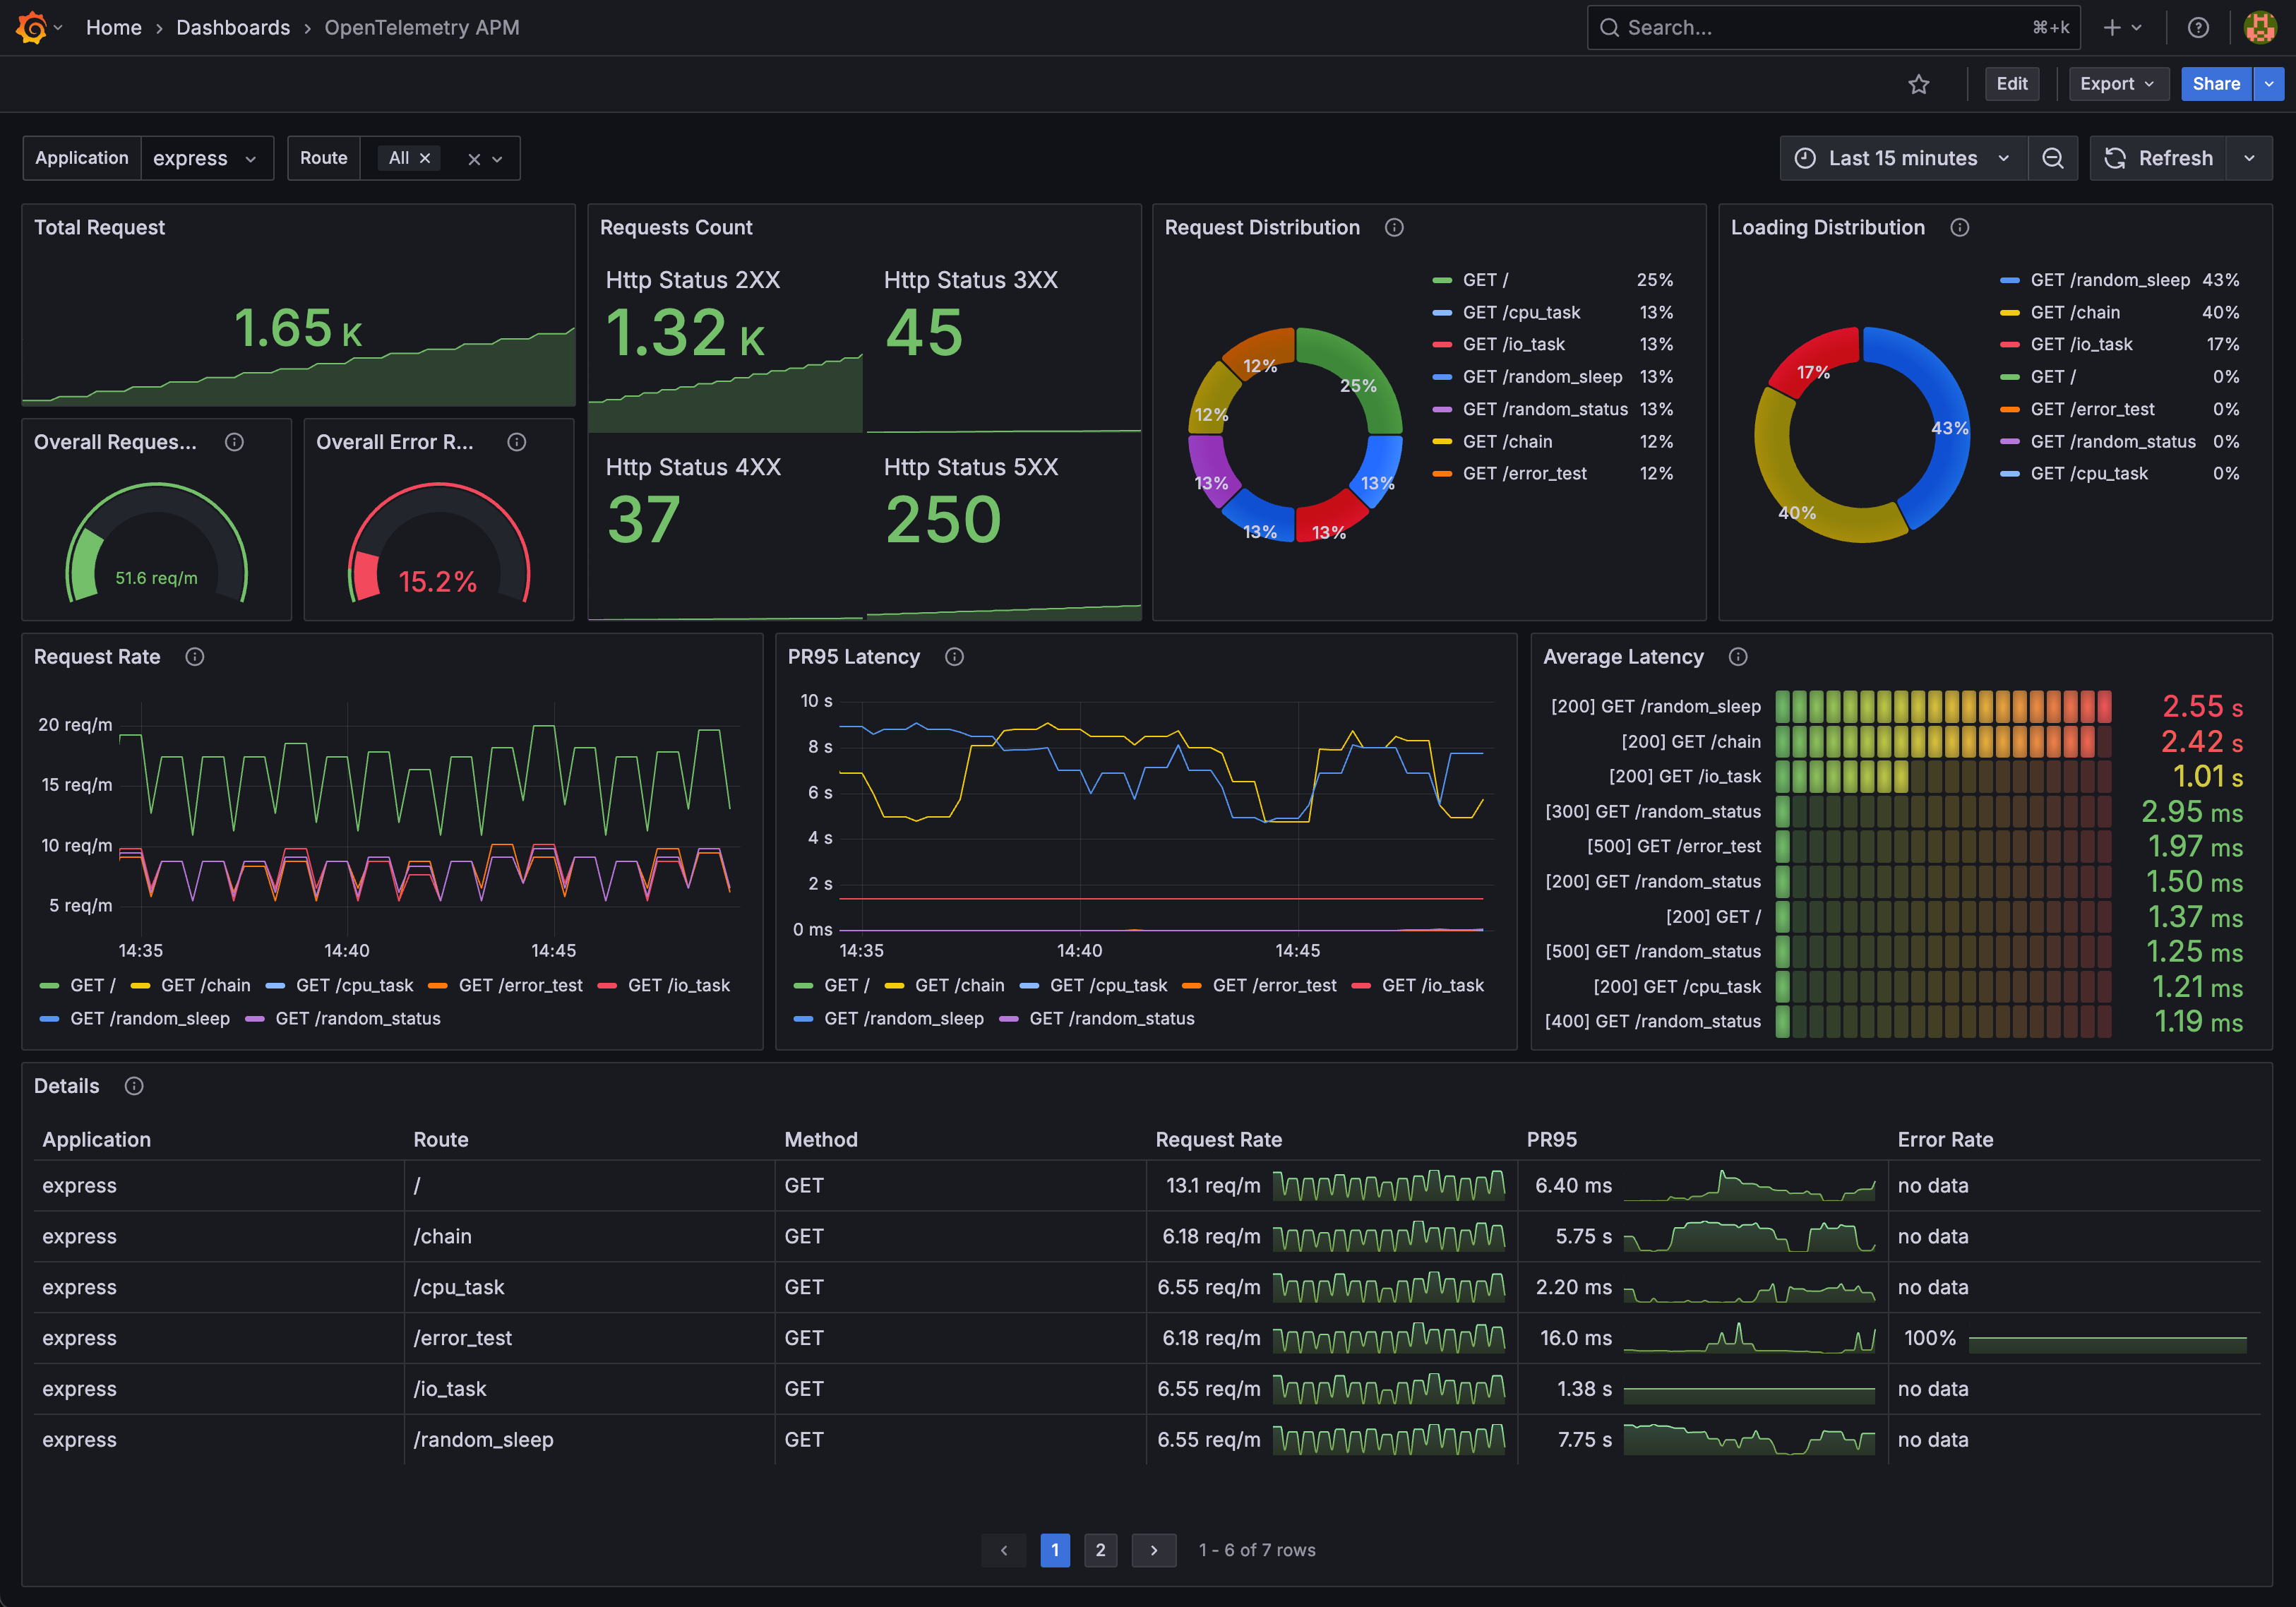 Home › Dashboards › OpenTelemetry APM
Search... ⌘+k
Edit Export Share
Application express Route All
Last 15 minutes Refresh
Total Request
1.65 K
Requests Count
Http Status 2XX Http Status 3XX
1.32 K 45
Http Status 4XX Http Status 5XX
37 250
Overall Reques...
51.6 req/m
Overall Error R...
15.2%
Request Distribution
25%
13%
13%
13%
13%
12%
12%
GET / 25%
GET /cpu_task 13%
GET /io_task 13%
GET /random_sleep 13%
GET /random_status 13%
GET /chain 12%
GET /error_test 12%
Loading Distribution
43%
40%
17%
GET /random_sleep 43%
GET /chain 40%
GET /io_task 17%
GET / 0%
GET /error_test 0%
GET /random_status 0%
GET /cpu_task 0%
Request Rate
20 req/m
15 req/m
10 req/m
5 req/m
14:35 14:40 14:45
GET / GET /chain GET /cpu_task GET /error_test GET /io_task
GET /random_sleep GET /random_status
PR95 Latency
10 s
8 s
6 s
4 s
2 s
0 ms
14:35 14:40 14:45
GET / GET /chain GET /cpu_task GET /error_test GET /io_task
GET /random_sleep GET /random_status
Average Latency
[200] GET /random_sleep 2.55 s
[200] GET /chain 2.42 s
[200] GET /io_task 1.01 s
[300] GET /random_status 2.95 ms
[500] GET /error_test 1.97 ms
[200] GET /random_status 1.50 ms
[200] GET / 1.37 ms
[500] GET /random_status 1.25 ms
[200] GET /cpu_task 1.21 ms
[400] GET /random_status 1.19 ms
Details
Application Route Method Request Rate PR95 Error Rate
express / GET 13.1 req/m 6.40 ms no data
express /chain GET 6.18 req/m 5.75 s no data
express /cpu_task GET 6.55 req/m 2.20 ms no data
express /error_test GET 6.18 req/m 16.0 ms 100%
express /io_task GET 6.55 req/m 1.38 s no data
express /random_sleep GET 6.55 req/m 7.75 s no data
1 2 1 - 6 of 7 rows